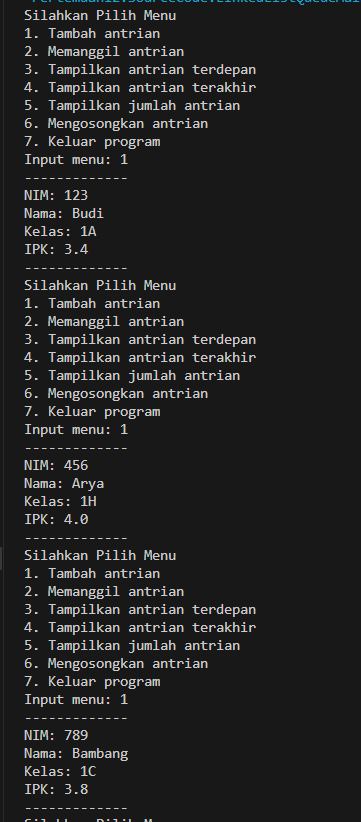 Silahkan Pilih Menu
1. Tambah antrian
2. Memanggil antrian
3. Tampilkan antrian terdepan
4. Tampilkan antrian terakhir
5. Tampilkan jumlah antrian
6. Mengosongkan antrian
7. Keluar program
Input menu: 1
-------------
NIM: 123
Nama: Budi
Kelas: 1A
IPK: 3.4
-------------
Silahkan Pilih Menu
1. Tambah antrian
2. Memanggil antrian
3. Tampilkan antrian terdepan
4. Tampilkan antrian terakhir
5. Tampilkan jumlah antrian
6. Mengosongkan antrian
7. Keluar program
Input menu: 1
-------------
NIM: 456
Nama: Arya
Kelas: 1H
IPK: 4.0
-------------
Silahkan Pilih Menu
1. Tambah antrian
2. Memanggil antrian
3. Tampilkan antrian terdepan
4. Tampilkan antrian terakhir
5. Tampilkan jumlah antrian
6. Mengosongkan antrian
7. Keluar program
Input menu: 1
-------------
NIM: 789
Nama: Bambang
Kelas: 1C
IPK: 3.8
-------------